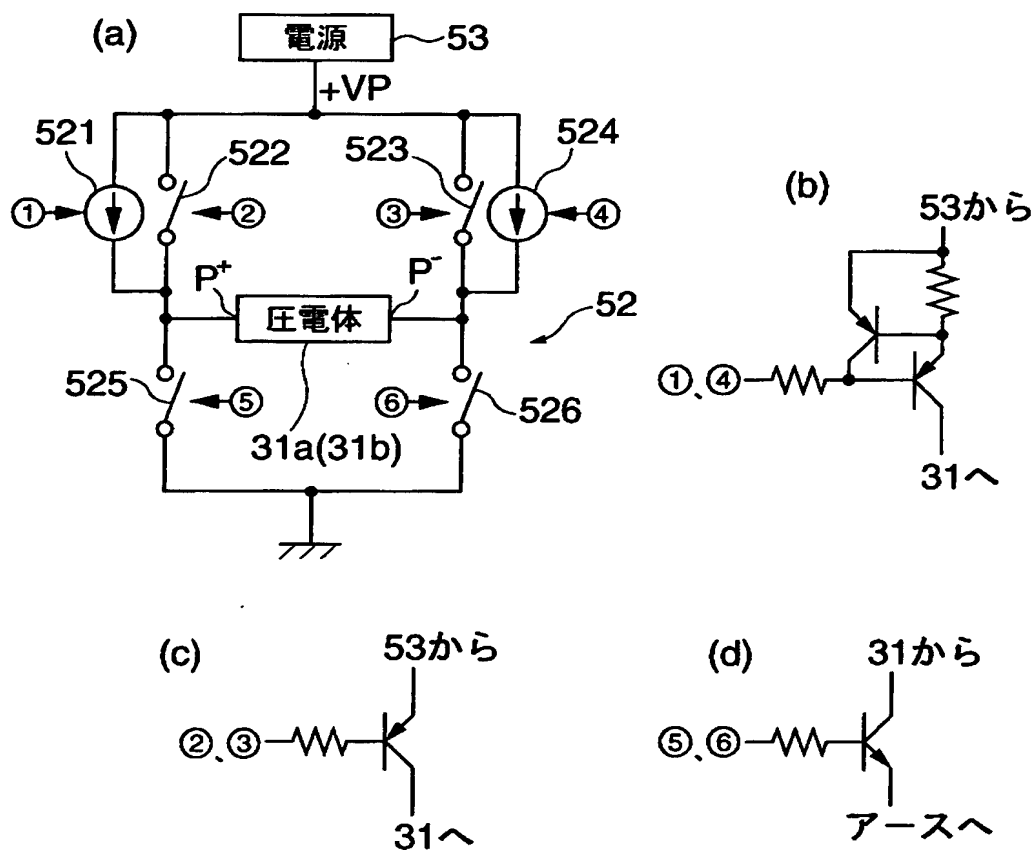 (a)
電源
53
+VP
521
522
523
524
①
②
③
④
P⁺
P⁻
圧電体
52
525
⑤
⑥
526
31a(31b)
(b)
53から
①、④
31へ
(c)
53から
②、③
31へ
(d)
31から
⑤、⑥
アースへ